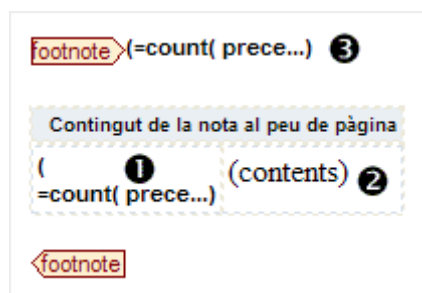 footnote (=count( prece...) ❸
Contingut de la nota al peu de pàgina
( ❶
=count( prece...)
(contents) ❷
footnote